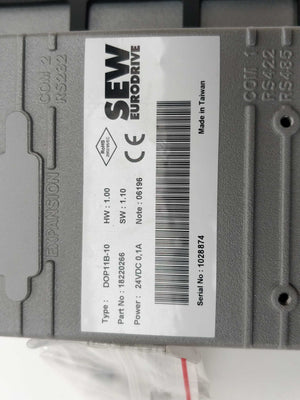 COM 2
RS232
EXPANSION
SEW
EURODRIVE
RoHS
CE
Type : DOP11B-10
HW : 1.00
Part No : 18220266
SW : 1.10
Power : 24VDC 0,1A
Note : 06196
Serial No : 1028874
Made in Taiwan
COM 1
RS422
RS485